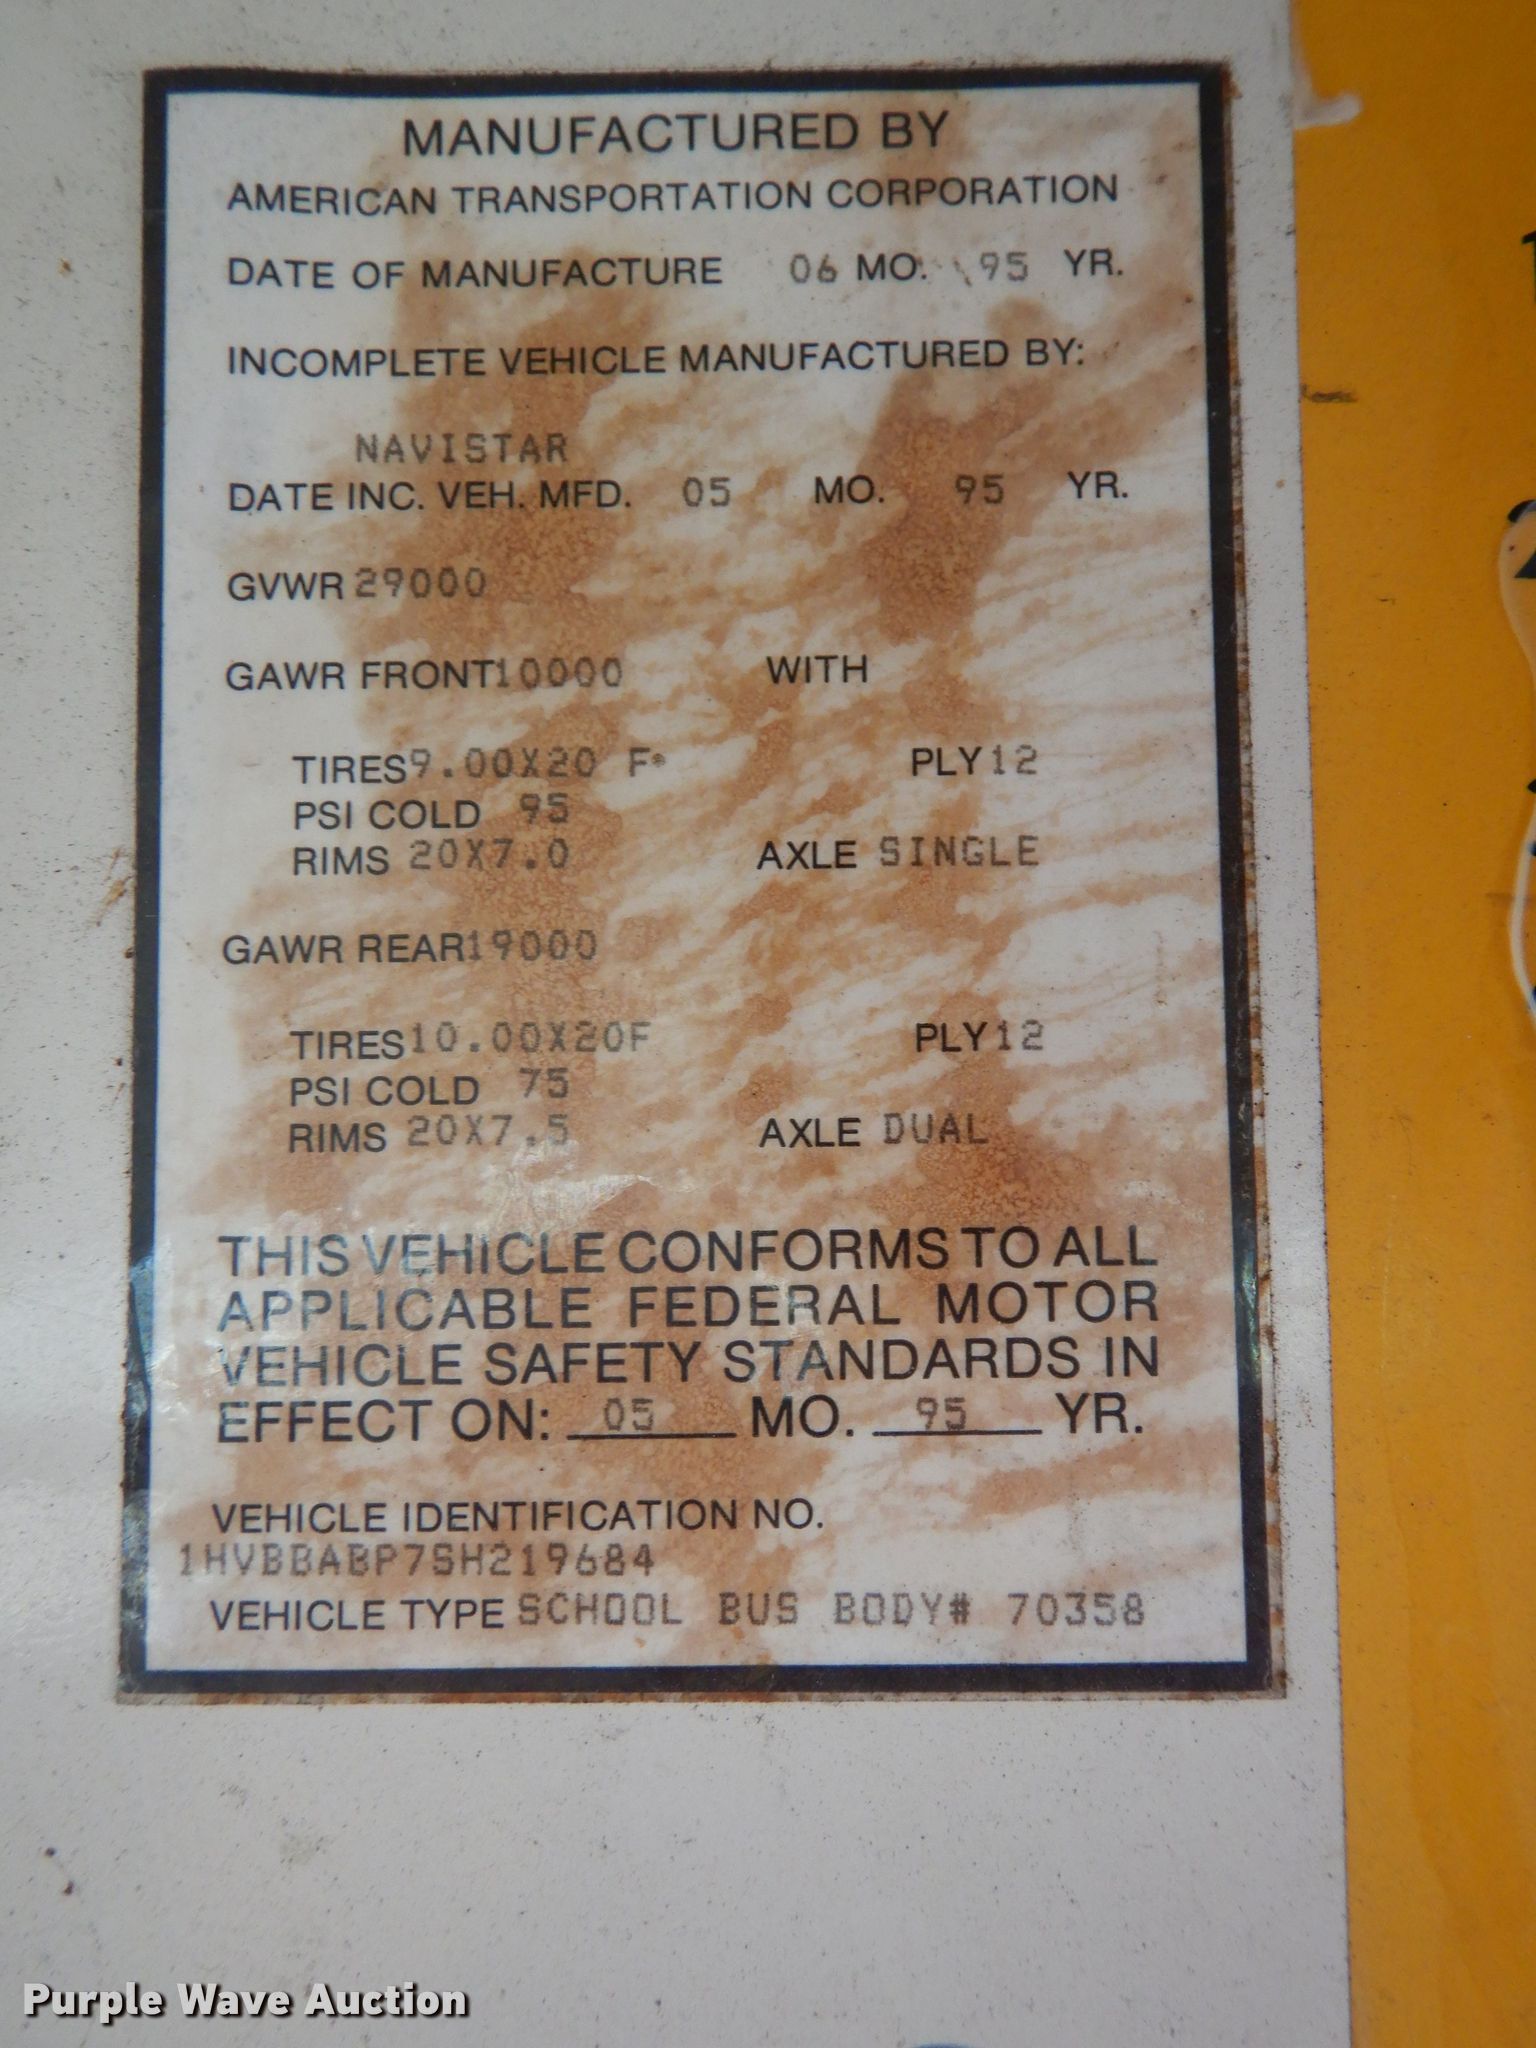 MANUFACTURED BY
AMERICAN TRANSPORTATION CORPORATION
DATE OF MANUFACTURE 06 MO. 95 YR.
INCOMPLETE VEHICLE MANUFACTURED BY:
NAVISTAR
DATE INC. VEH. MFD. 05 MO. 95 YR.
GVWR 29000
GAWR FRONT 10000 WITH
TIRES 9.00X20 F PLY 12
PSI COLD 95
RIMS 20X7.0 AXLE SINGLE
GAWR REAR 19000
TIRES 10.00X20F PLY 12
PSI COLD 75
RIMS 20X7.5 AXLE DUAL
THIS VEHICLE CONFORMS TO ALL
APPLICABLE FEDERAL MOTOR
VEHICLE SAFETY STANDARDS IN
EFFECT ON: 05 MO. 95 YR.
VEHICLE IDENTIFICATION NO.
1HVBBABP7SH219684
VEHICLE TYPE SCHOOL BUS BODY# 70358
Purple Wave Auction